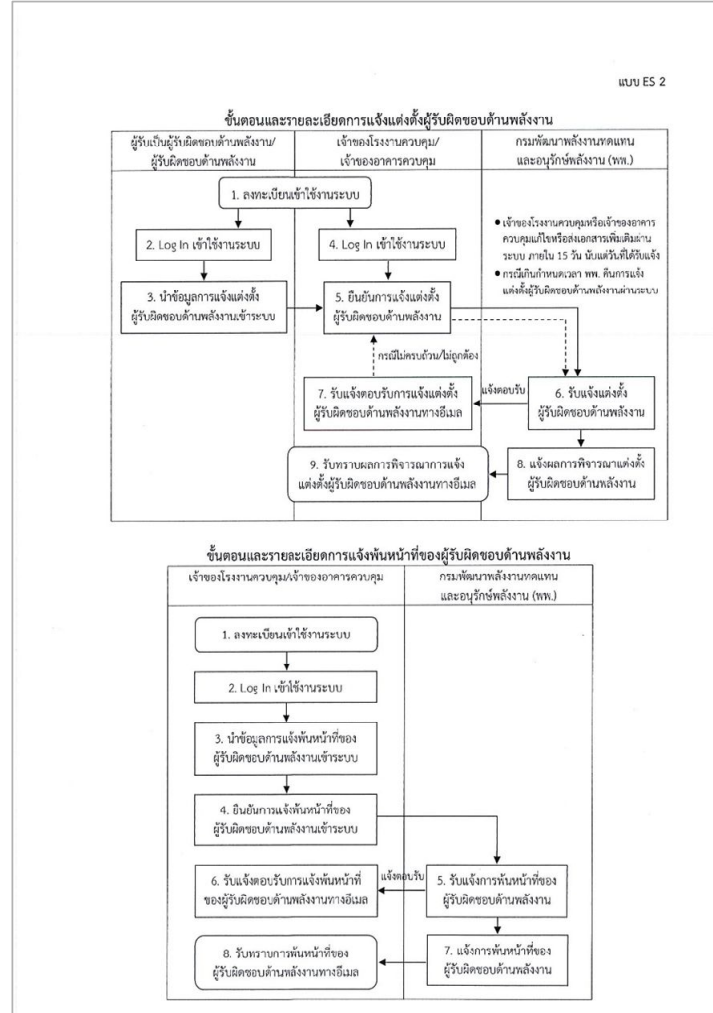 แบบ ES 2
ขั้นตอนและรายละเอียดการแจ้งแต่งตั้งผู้รับผิดชอบด้านพลังงาน
ผู้รับเป็นผู้รับผิดชอบด้านพลังงาน/
ผู้รับผิดชอบด้านพลังงาน
เจ้าของโรงงานควบคุม/
เจ้าของอาคารควบคุม
กรมพัฒนาพลังงานทดแทน
และอนุรักษ์พลังงาน (พพ.)
1. ลงทะเบียนเข้าใช้งานระบบ
2. Log In เข้าใช้งานระบบ
4. Log In เข้าใช้งานระบบ
● เจ้าของโรงงานควบคุมหรือเจ้าของอาคาร
ควบคุมแก้ไขหรือส่งเอกสารเพิ่มเติมผ่าน
ระบบ ภายใน 15 วัน นับแต่วันที่ได้รับแจ้ง
● กรณีเกินกำหนดเวลา พพ. คืนการแจ้ง
แต่งตั้งผู้รับผิดชอบด้านพลังงานผ่านระบบ
3. นำข้อมูลการแจ้งแต่งตั้ง
ผู้รับผิดชอบด้านพลังงานเข้าระบบ
5. ยืนยันการแจ้งแต่งตั้ง
ผู้รับผิดชอบด้านพลังงาน
กรณีไม่ครบถ้วน/ไม่ถูกต้อง
7. รับแจ้งตอบรับการแจ้งแต่งตั้ง
ผู้รับผิดชอบด้านพลังงานทางอีเมล
แจ้งตอบรับ
6. รับแจ้งแต่งตั้ง
ผู้รับผิดชอบด้านพลังงาน
9. รับทราบผลการพิจารณาการแจ้ง
แต่งตั้งผู้รับผิดชอบด้านพลังงานทางอีเมล
8. แจ้งผลการพิจารณาแต่งตั้ง
ผู้รับผิดชอบด้านพลังงาน
ขั้นตอนและรายละเอียดการแจ้งพ้นหน้าที่ของผู้รับผิดชอบด้านพลังงาน
เจ้าของโรงงานควบคุม/เจ้าของอาคารควบคุม
กรมพัฒนาพลังงานทดแทน
และอนุรักษ์พลังงาน (พพ.)
1. ลงทะเบียนเข้าใช้งานระบบ
2. Log In เข้าใช้งานระบบ
3. นำข้อมูลการแจ้งพ้นหน้าที่ของ
ผู้รับผิดชอบด้านพลังงานเข้าระบบ
4. ยืนยันการแจ้งพ้นหน้าที่ของ
ผู้รับผิดชอบด้านพลังงานเข้าระบบ
6. รับแจ้งตอบรับการแจ้งพ้นหน้าที่
ของผู้รับผิดชอบด้านพลังงานทางอีเมล
แจ้งตอบรับ
5. รับแจ้งการพ้นหน้าที่ของ
ผู้รับผิดชอบด้านพลังงาน
8. รับทราบการพ้นหน้าที่ของ
ผู้รับผิดชอบด้านพลังงานทางอีเมล
7. แจ้งการพ้นหน้าที่ของ
ผู้รับผิดชอบด้านพลังงาน